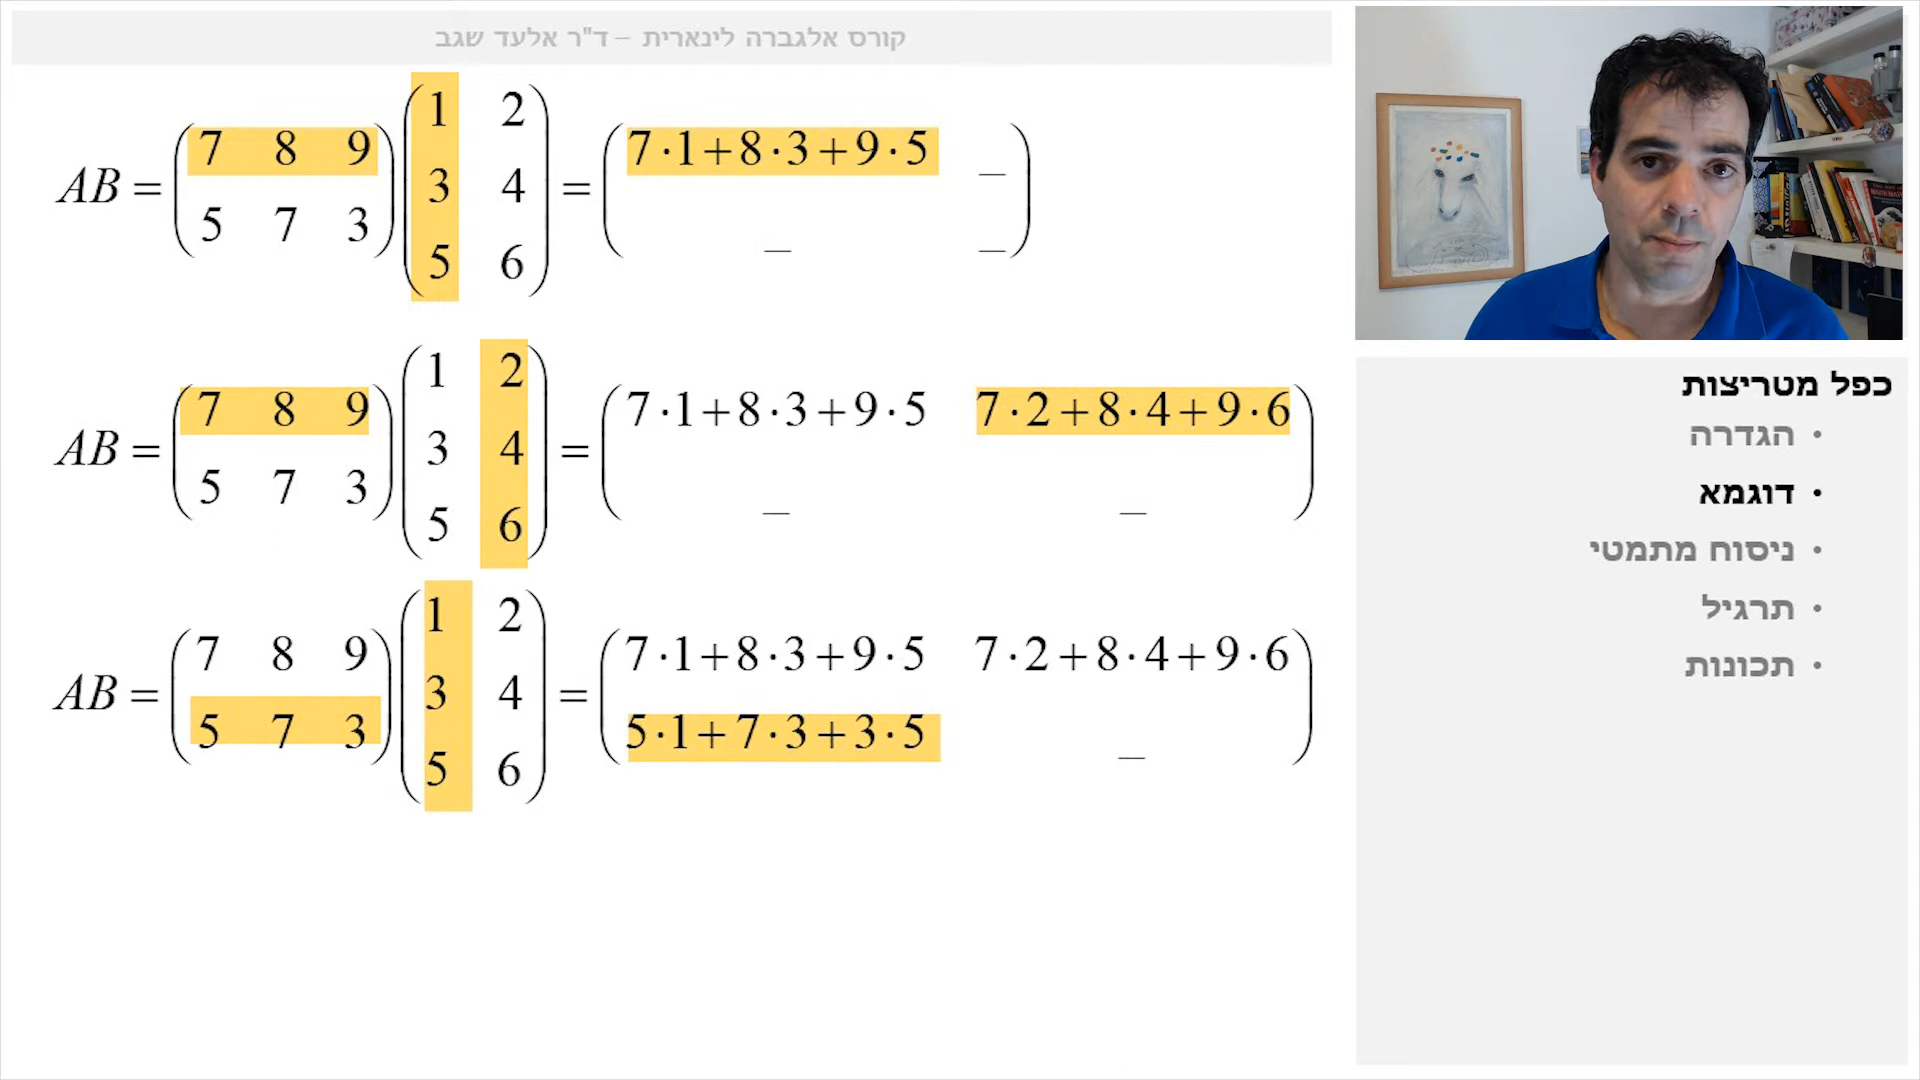 קורס אלגברה לינארית – ד"ר אלעד שגב
AB = (7 8 9 ; 5 7 3) (1 2 ; 3 4 ; 5 6) = (7·1+8·3+9·5 _ ; _ _)
AB = (7 8 9 ; 5 7 3) (1 2 ; 3 4 ; 5 6) = (7·1+8·3+9·5 7·2+8·4+9·6 ; _ _)
AB = (7 8 9 ; 5 7 3) (1 2 ; 3 4 ; 5 6) = (7·1+8·3+9·5 7·2+8·4+9·6 ; 5·1+7·3+3·5 _)
כפל מטריצות
• הגדרה
• דוגמא
• ניסוח מתמטי
• תרגיל
• תכונות